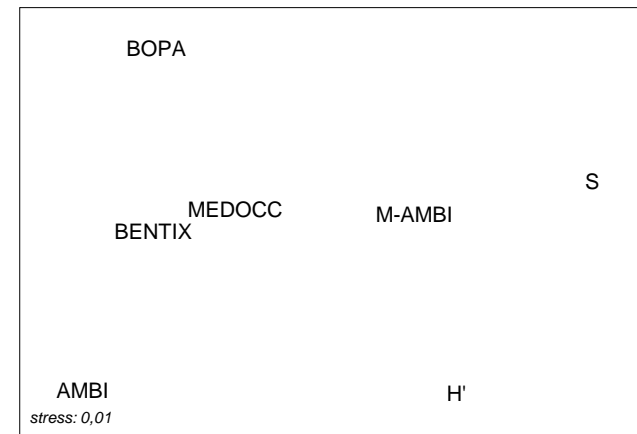 BOPA
S
MEDOCC
M-AMBI
BENTIX
AMBI
H'
stress: 0,01